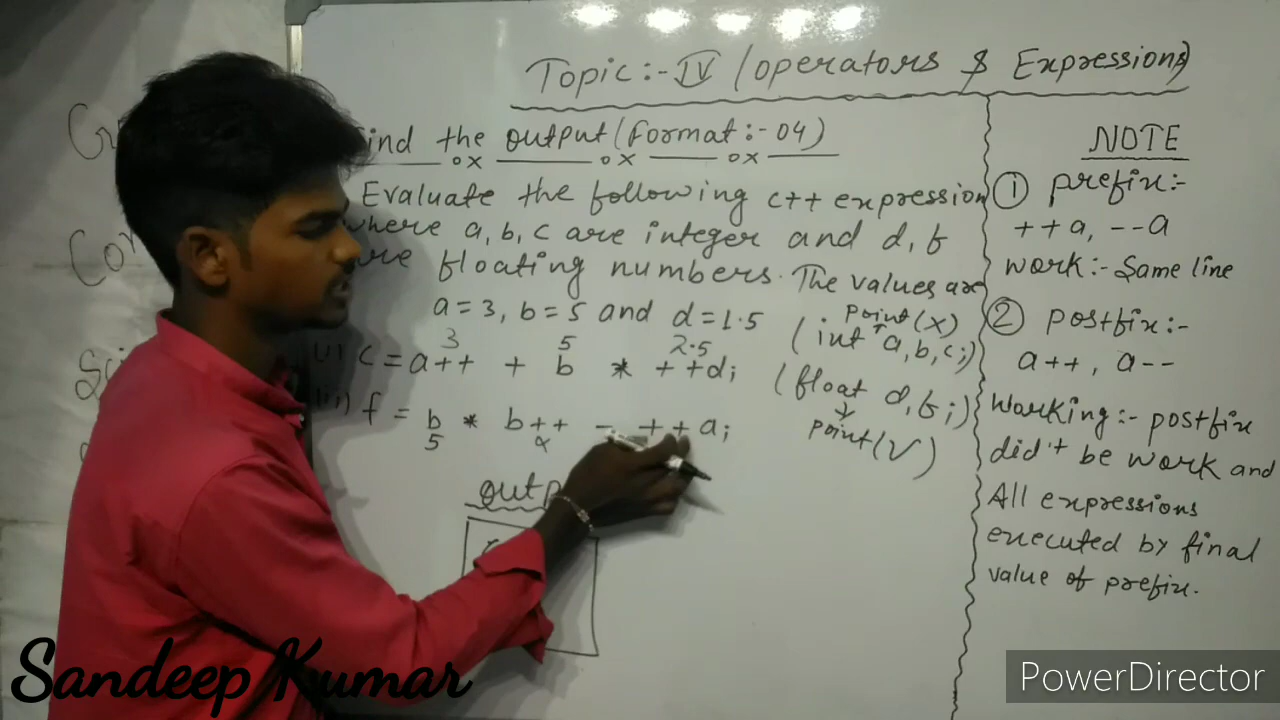 Topic:- IV (operators & Expressions)
ind the output (Format:- 04)
Evaluate the following c++ expression
where a, b, c are integer and d, f
are floating numbers. The values are
a = 3, b = 5 and d = 1.5
3 5 2.5
c = a++ + b * ++d;
f = b * b++ - ++a;
5
point (X)
(int a, b, c;)
(float d, f;)
point (V)
outp
NOTE
① prefix:-
++a, --a
work:- Same line
② postfix:-
a++, a--
Working:- postfix
did't be work and
All expressions
executed by final
value of prefix.
Sandeep Kumar
PowerDirector